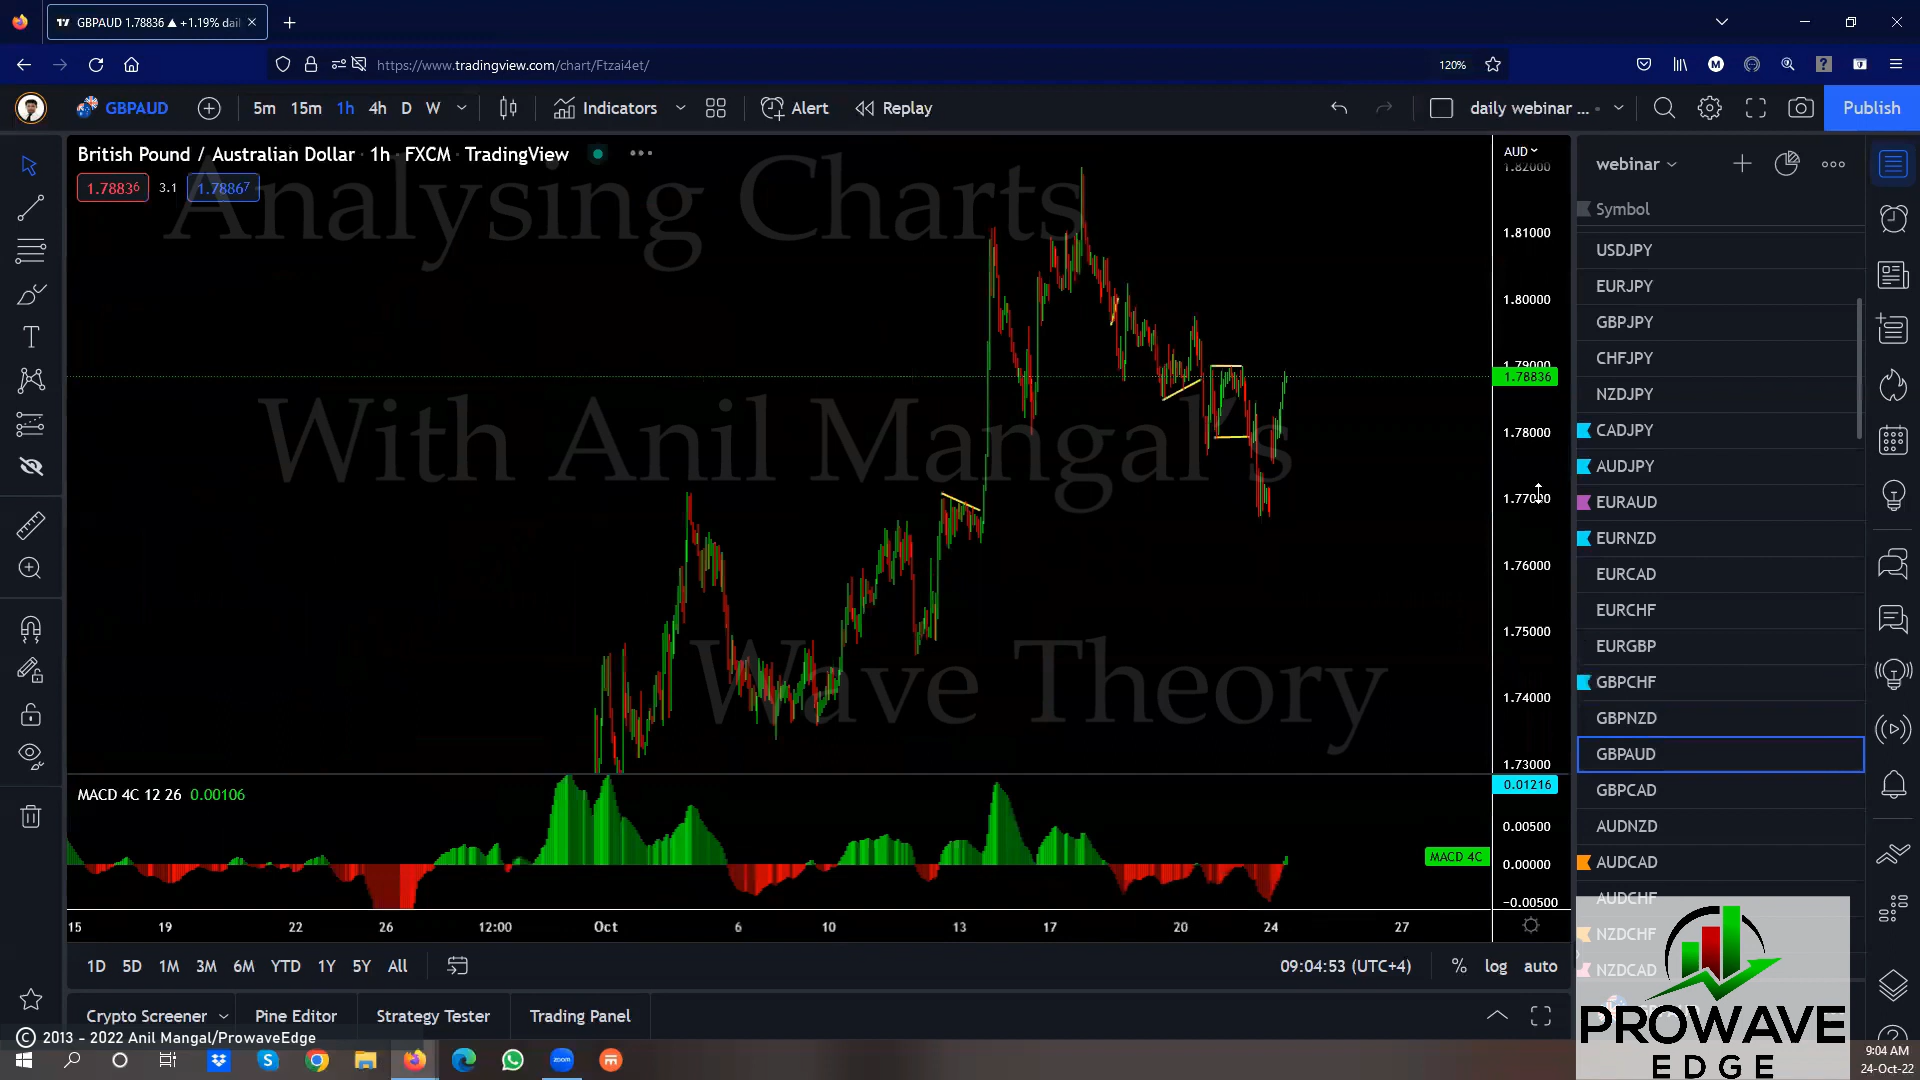 GBPAUD 1.78836 ▲ +1.19% dail
https://www.tradingview.com/chart/Ftzai4et/
120%
GBPAUD 5m 15m 1h 4h D W Indicators Alert Replay daily webinar ... Publish
British Pound / Australian Dollar · 1h · FXCM · TradingView
1.78836 3.1 1.78867
Analysing Charts
With Anil Mangal's
Wave Theory
AUD
1.82000
1.81000
1.80000
1.79000
1.78836
1.78000
1.77000
1.76000
1.75000
1.74000
1.73000
MACD 4C 12 26 0.00106
0.01216
0.00500
MACD 4C 0.00000
−0.00500
15 19 22 26 12:00 Oct 6 10 13 17 20 24 27
1D 5D 1M 3M 6M YTD 1Y 5Y All
09:04:53 (UTC+4) % log auto
Crypto Screener Pine Editor Strategy Tester Trading Panel
© 2013 - 2022 Anil Mangal/ProwaveEdge
webinar
Symbol
USDJPY
EURJPY
GBPJPY
CHFJPY
NZDJPY
CADJPY
AUDJPY
EURAUD
EURNZD
EURCAD
EURCHF
EURGBP
GBPCHF
GBPNZD
GBPAUD
GBPCAD
AUDNZD
AUDCAD
AUDCHF
NZDCHF
NZDCAD
PROWAVE
EDGE
zoom
9:04 AM
24-Oct-22